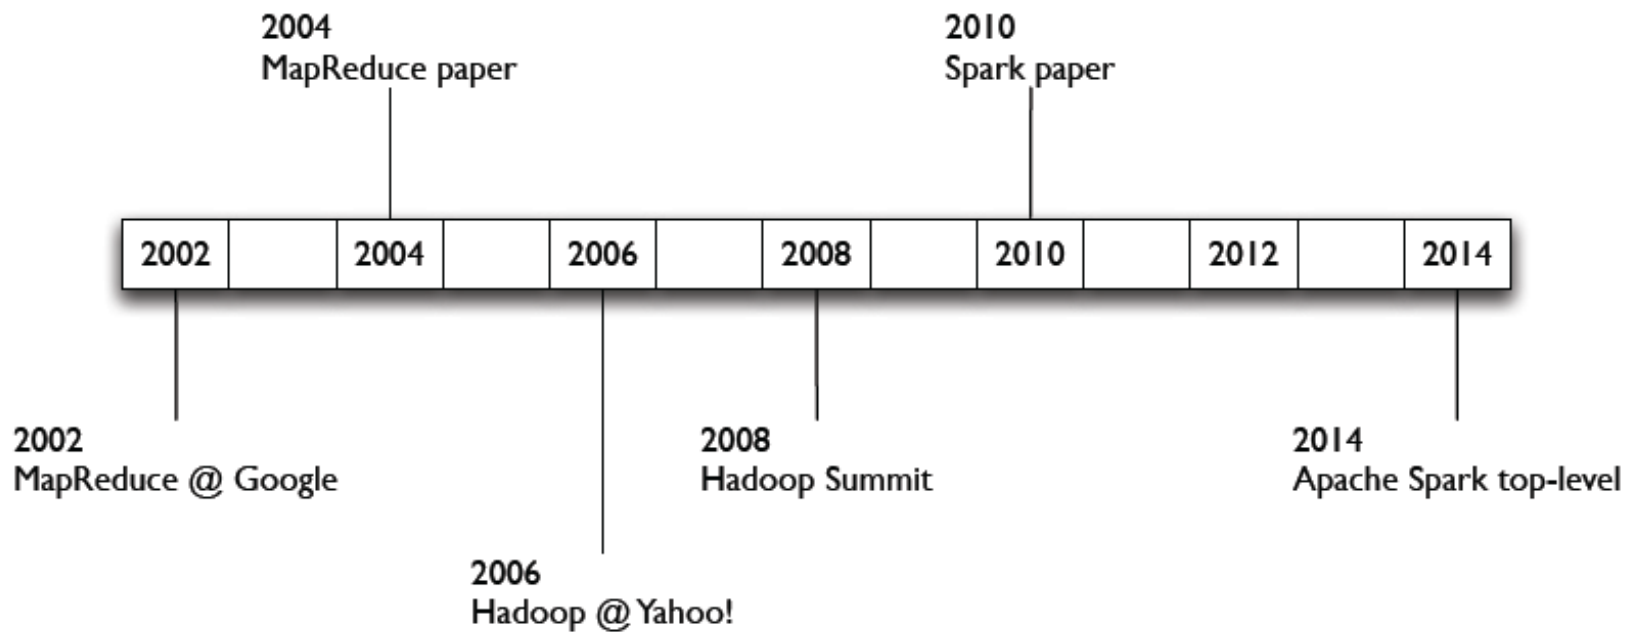 2004
MapReduce paper
2010
Spark paper
2002 2004 2006 2008 2010 2012 2014
2002
MapReduce @ Google
2008
Hadoop Summit
2014
Apache Spark top-level
2006
Hadoop @ Yahoo!